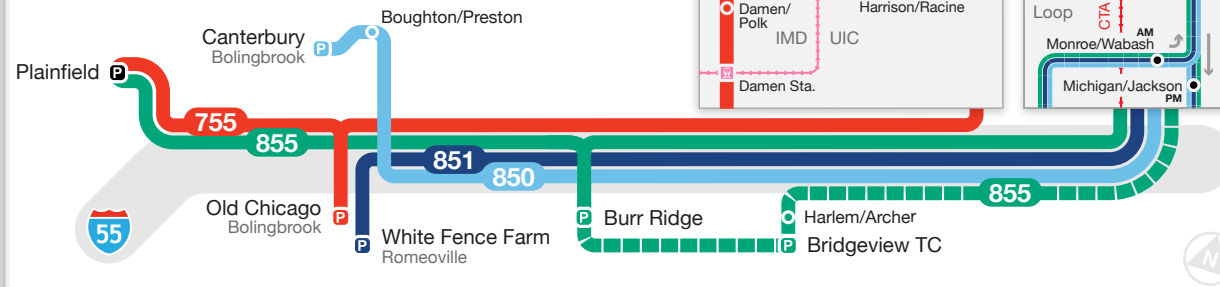 Damen/
Polk
Harrison/Racine
IMD
UIC
Damen Sta.
Loop
CTA
AM
Monroe/Wabash
Michigan/Jackson
PM
Boughton/Preston
Canterbury
P
Bolingbrook
Plainfield
P
755
855
851
850
855
Old Chicago
P
Bolingbrook
White Fence Farm
P
Romeoville
P
Burr Ridge
Harlem/Archer
P
Bridgeview TC
55
N